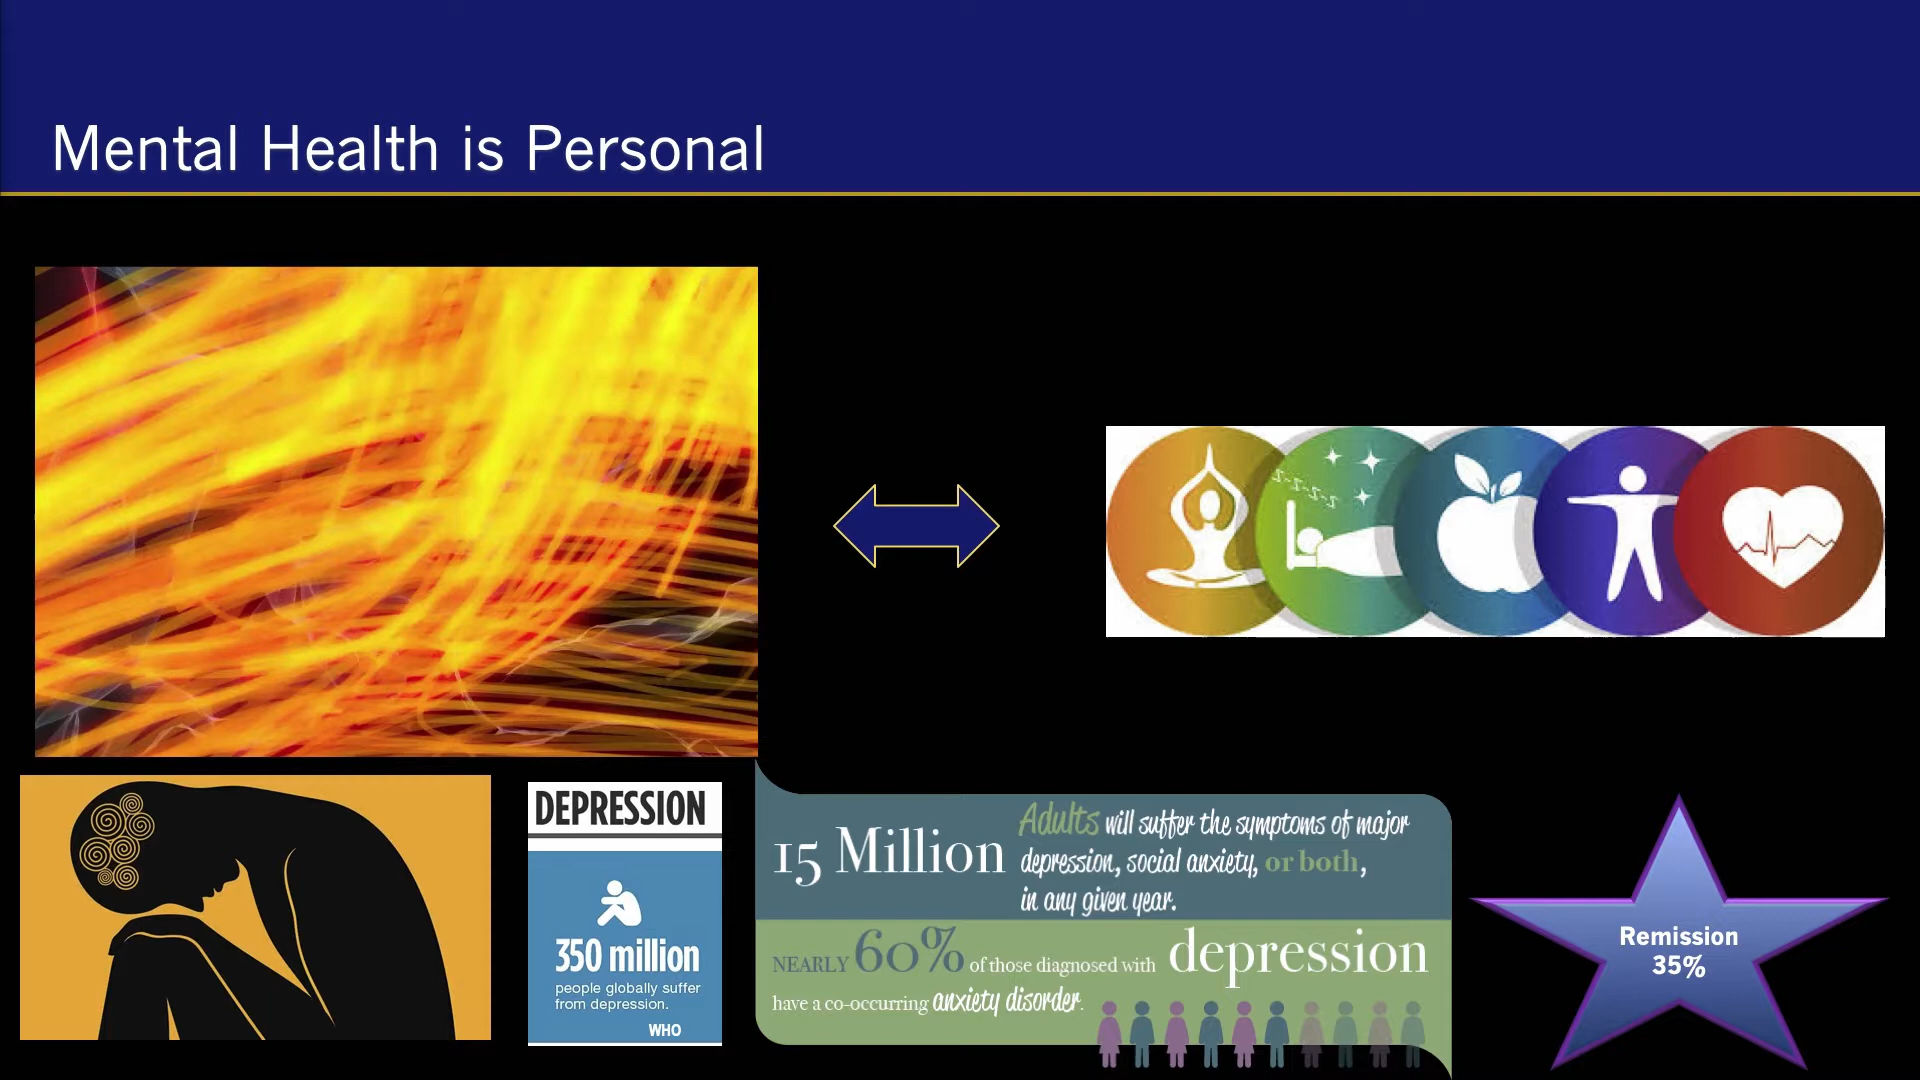 Mental Health is Personal
z-z-z-z-z-z
DEPRESSION
350 million
people globally suffer
from depression.
WHO
15 Million
Adults will suffer the symptoms of major
depression, social anxiety, or both,
in any given year.
NEARLY 60% of those diagnosed with depression
have a co-occurring anxiety disorder.
Remission
35%